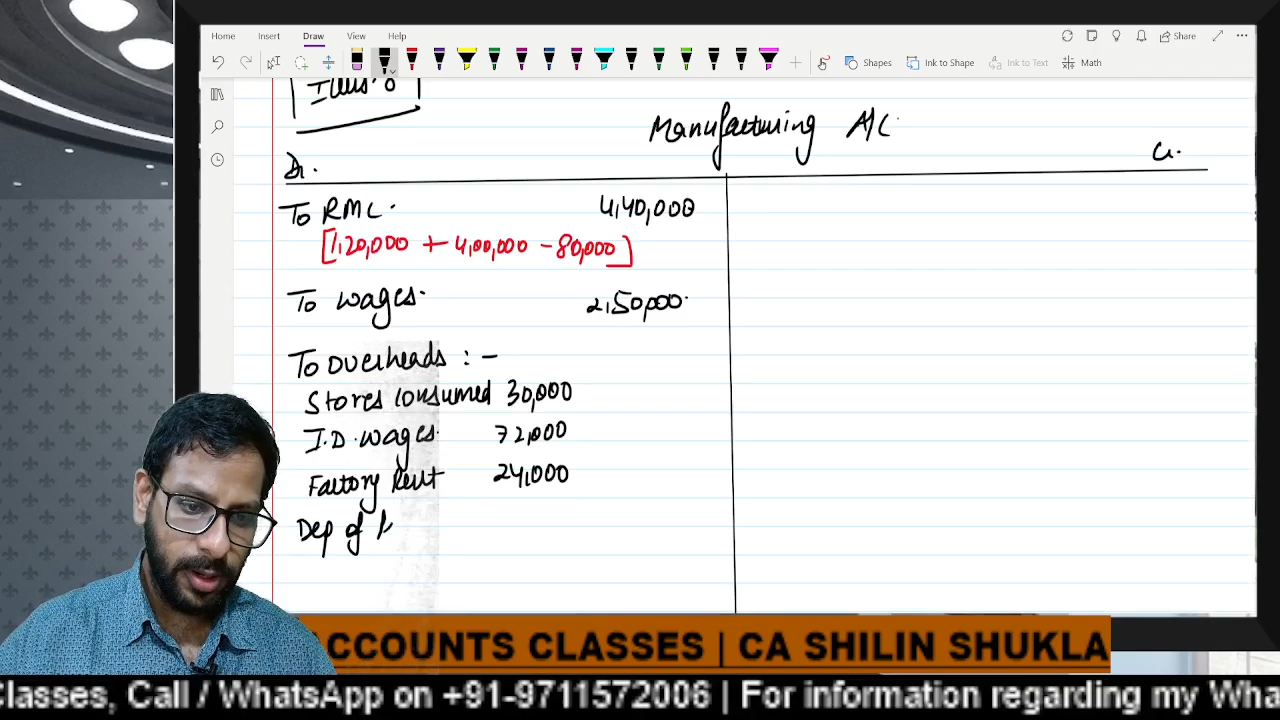 Home Insert Draw View Help
Share
Shapes Ink to Shape Ink to Text Math
Illus. 8
Manufacturing A/C
Dr. Cr.
To RMC. 4,40,000
[1,20,000 + 4,00,000 - 80,000]
To wages. 2,50,000
To Overheads : -
Stores Consumed 30,000
I.D. wages. 72,000
Factory Rent 24,000
Dep of
ACCOUNTS CLASSES | CA SHILIN SHUKLA
Classes, Call / WhatsApp on +91-9711572006 | For information regarding my Wha